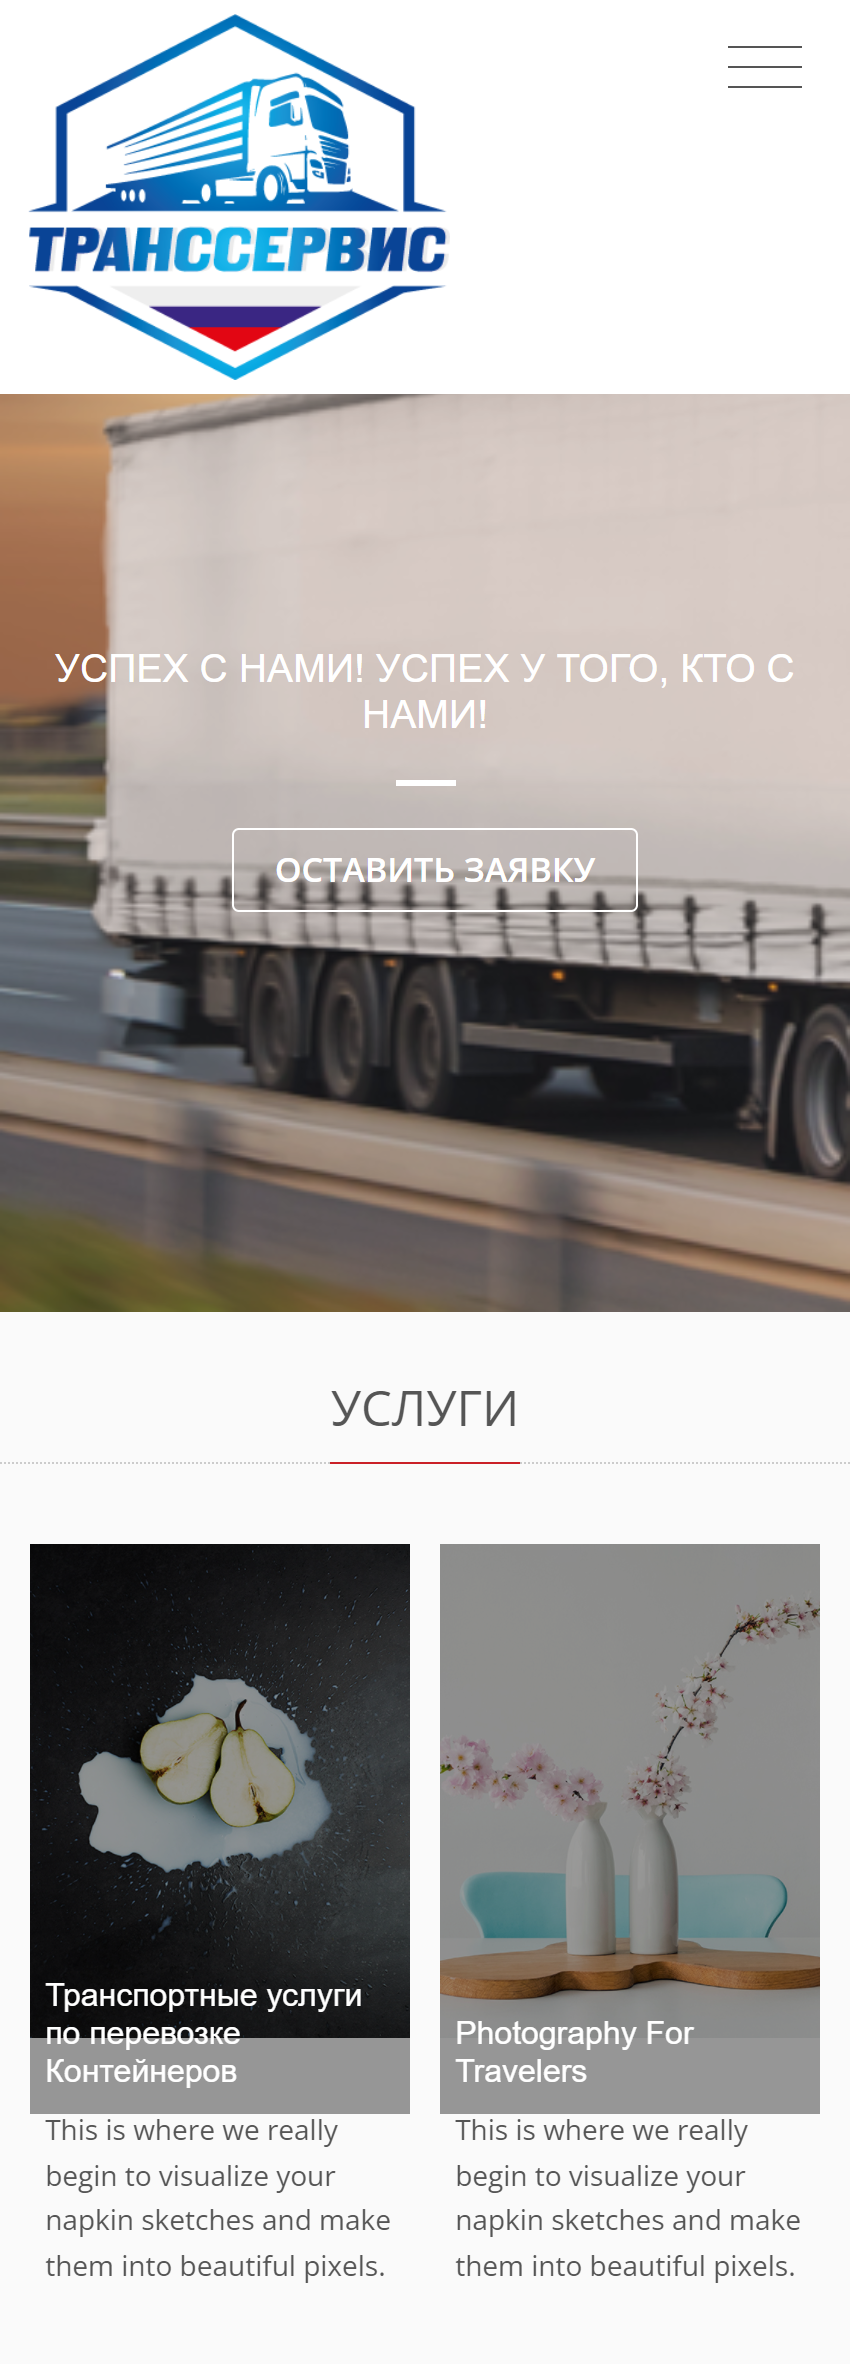 ТРАНССЕРВИС
УСПЕХ С НАМИ! УСПЕХ У ТОГО, КТО С
НАМИ!
ОСТАВИТЬ ЗАЯВКУ
УСЛУГИ
Транспортные услуги
по перевозке
Контейнеров
This is where we really
begin to visualize your
napkin sketches and make
them into beautiful pixels.
Photography For
Travelers
This is where we really
begin to visualize your
napkin sketches and make
them into beautiful pixels.